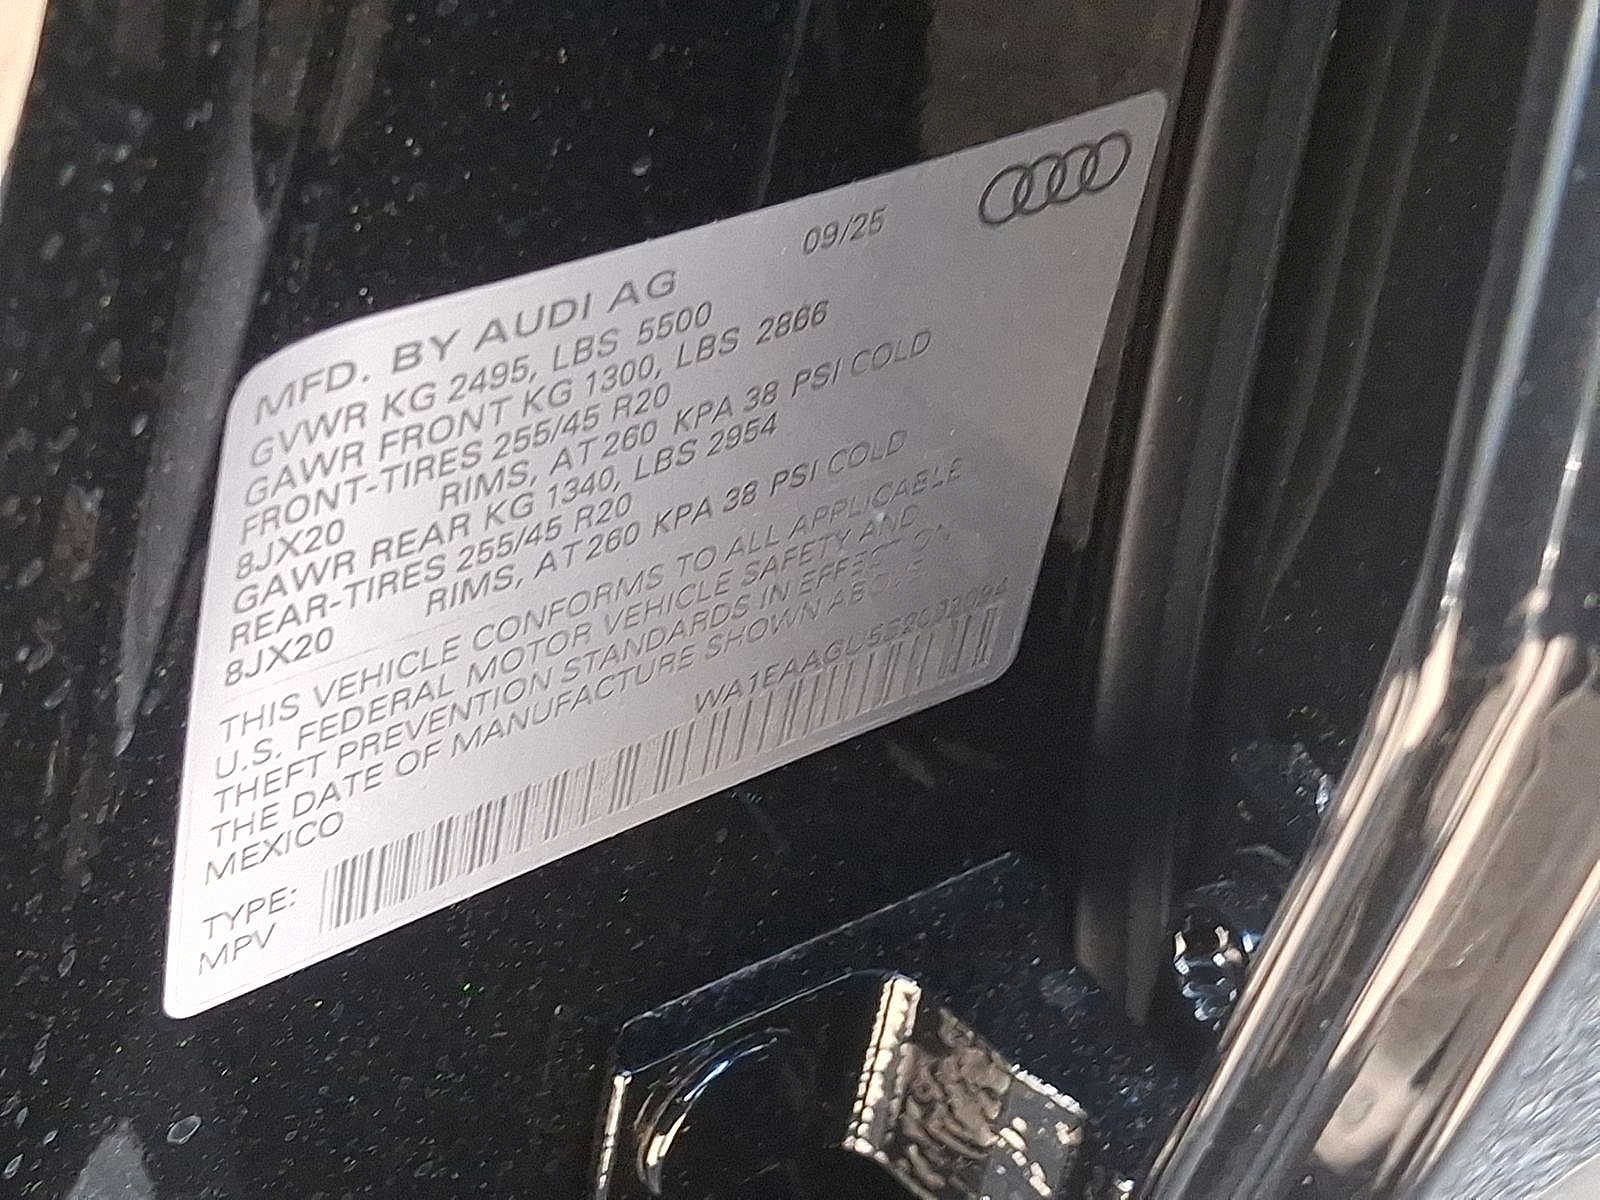 09/25
MFD. BY AUDI AG
GVWR KG 2495, LBS 5500
GAWR FRONT KG 1300, LBS 2866
FRONT-TIRES 255/45 R20
8JX20 RIMS, AT 260 KPA 38 PSI COLD
GAWR REAR KG 1340, LBS 2954
REAR-TIRES 255/45 R20
8JX20 RIMS, AT 260 KPA 38 PSI COLD
THIS VEHICLE CONFORMS TO ALL APPLICABLE
U.S. FEDERAL MOTOR VEHICLE SAFETY AND
THEFT PREVENTION STANDARDS IN EFFECT ON
THE DATE OF MANUFACTURE SHOWN ABOVE
MEXICO
TYPE:
MPV